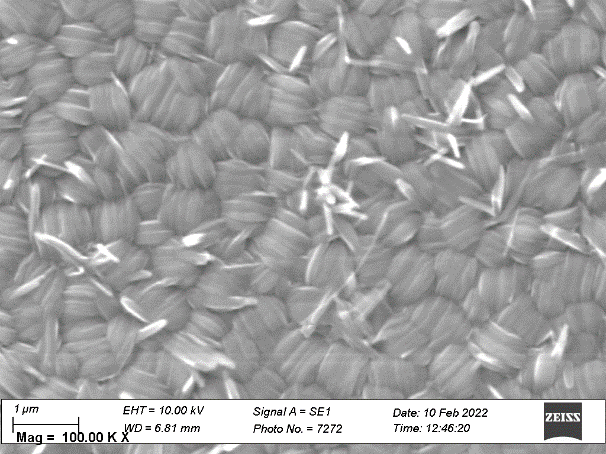 1 µm
EHT = 10.00 kV
Signal A = SE1
Date: 10 Feb 2022
ZEISS
WD = 6.81 mm
Photo No. = 7272
Time: 12:46:20
Mag = 100.00 K X